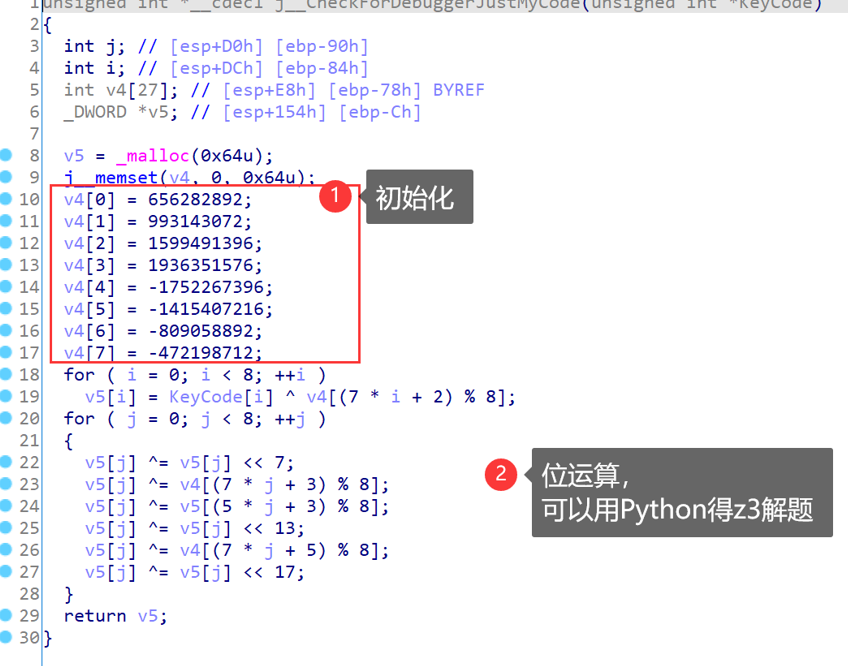 1 unsigned int *__cdecl j__CheckForDebuggerJustMyCode(unsigned int *KeyCode)
2 {
3 int j; // [esp+D0h] [ebp-90h]
4 int i; // [esp+DCh] [ebp-84h]
5 int v4[27]; // [esp+E8h] [ebp-78h] BYREF
6 _DWORD *v5; // [esp+154h] [ebp-Ch]
7
8 v5 = _malloc(0x64u);
9 j__memset(v4, 0, 0x64u);
10 v4[0] = 656282892;
11 v4[1] = 993143072;
12 v4[2] = 1599491396;
13 v4[3] = 1936351576;
14 v4[4] = -1752267396;
15 v4[5] = -1415407216;
16 v4[6] = -809058892;
17 v4[7] = -472198712;
1
初始化
18 for ( i = 0; i < 8; ++i )
19 v5[i] = KeyCode[i] ^ v4[(7 * i + 2) % 8];
20 for ( j = 0; j < 8; ++j )
21 {
22 v5[j] ^= v5[j] << 7;
23 v5[j] ^= v4[(7 * j + 3) % 8];
24 v5[j] ^= v5[(5 * j + 3) % 8];
25 v5[j] ^= v5[j] << 13;
26 v5[j] ^= v4[(7 * j + 5) % 8];
27 v5[j] ^= v5[j] << 17;
2
位运算，
可以用Python得z3解题
28 }
29 return v5;
30 }